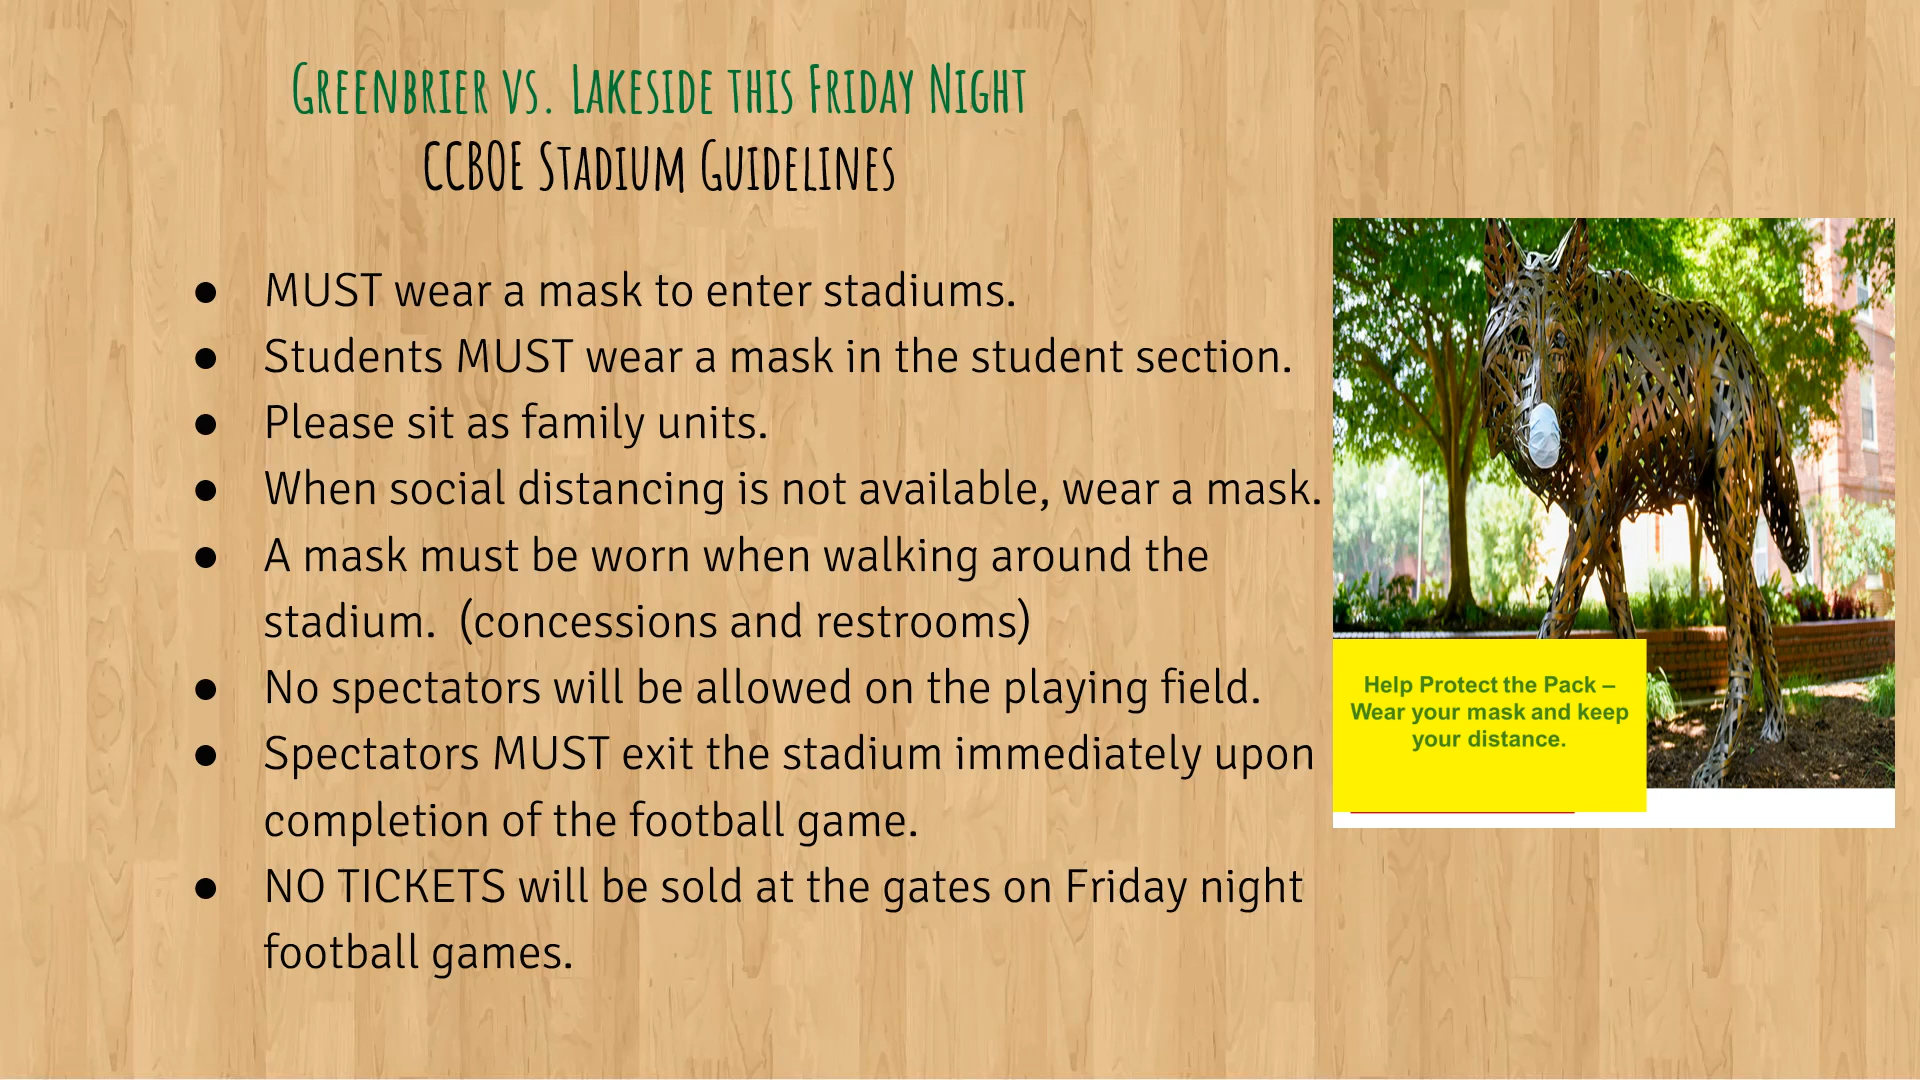 Greenbrier vs. Lakeside this Friday Night
CCBOE Stadium Guidelines
● MUST wear a mask to enter stadiums.
● Students MUST wear a mask in the student section.
● Please sit as family units.
● When social distancing is not available, wear a mask.
● A mask must be worn when walking around the
stadium.  (concessions and restrooms)
● No spectators will be allowed on the playing field.
● Spectators MUST exit the stadium immediately upon
completion of the football game.
● NO TICKETS will be sold at the gates on Friday night
football games.
Help Protect the Pack –
Wear your mask and keep
your distance.